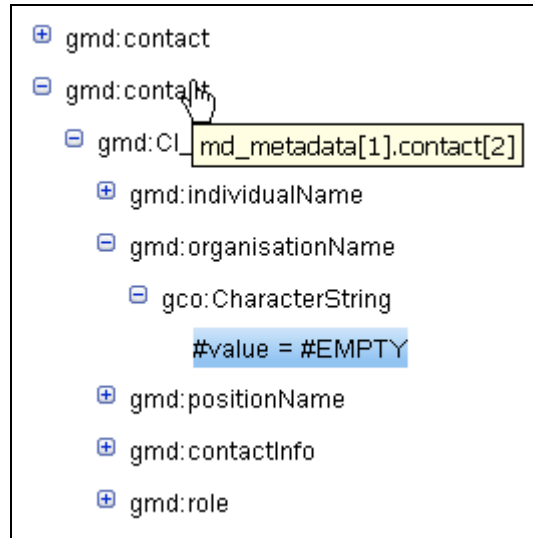 gmd:contact
gmd:contact
gmd:CI_
md_metadata[1].contact[2]
gmd:individualName
gmd:organisationName
gco:CharacterString
#value = #EMPTY
gmd:positionName
gmd:contactInfo
gmd:role